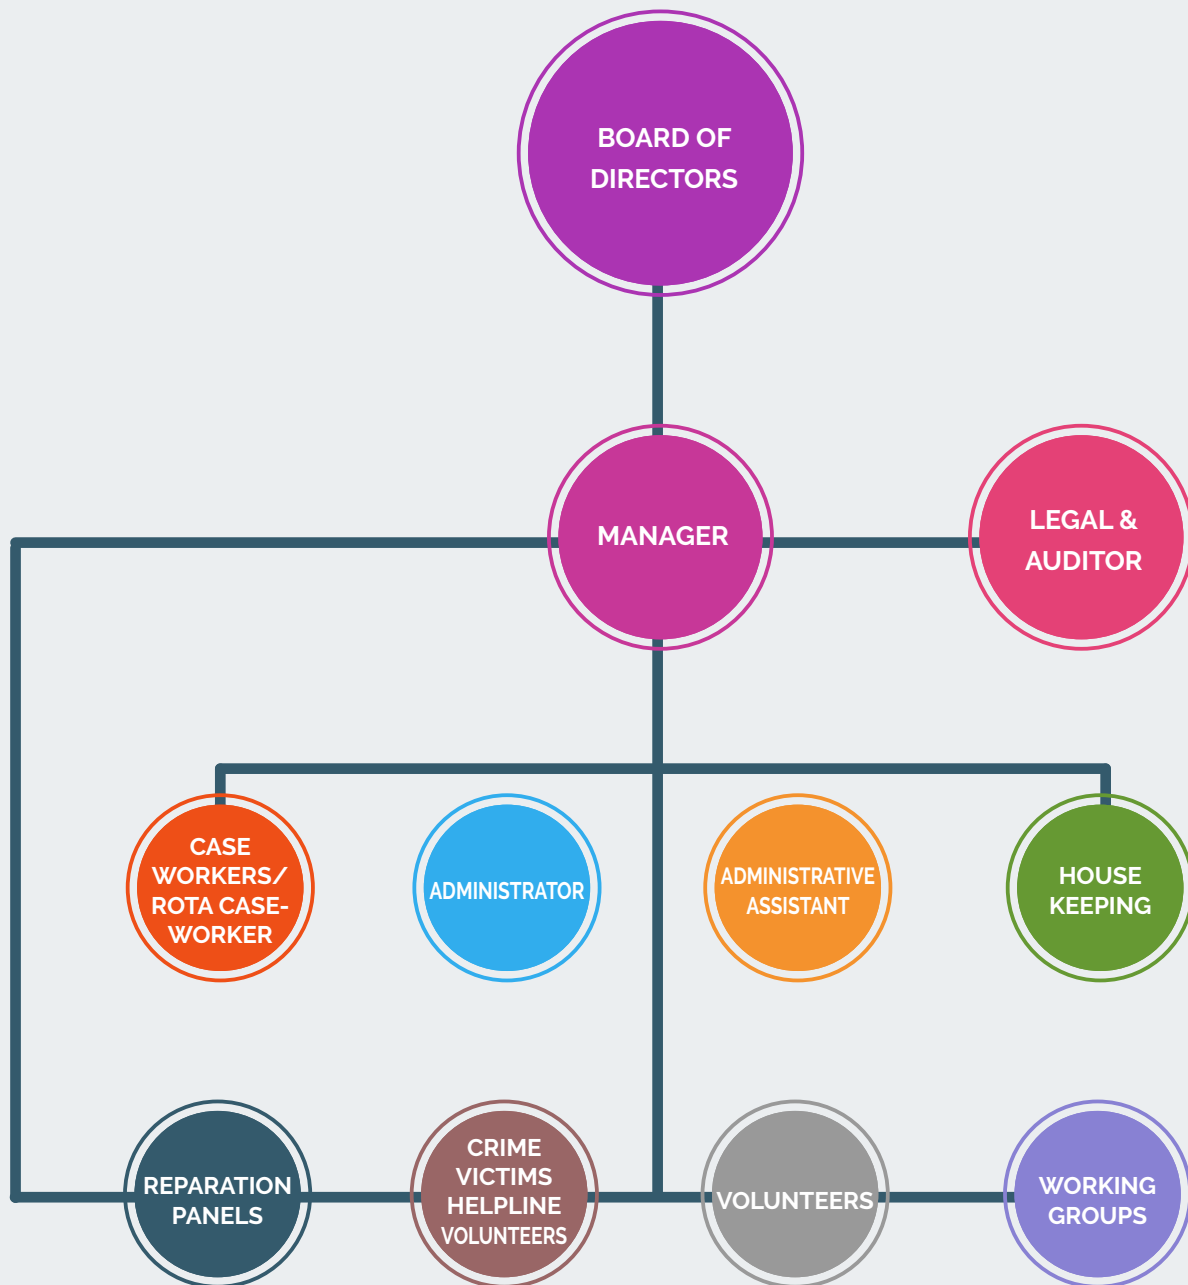 BOARD OF
DIRECTORS
MANAGER
LEGAL &
AUDITOR
CASE
WORKERS/
ROTA CASE-
WORKER
ADMINISTRATOR
ADMINISTRATIVE
ASSISTANT
HOUSE
KEEPING
REPARATION
PANELS
CRIME
VICTIMS
HELPLINE
VOLUNTEERS
VOLUNTEERS
WORKING
GROUPS